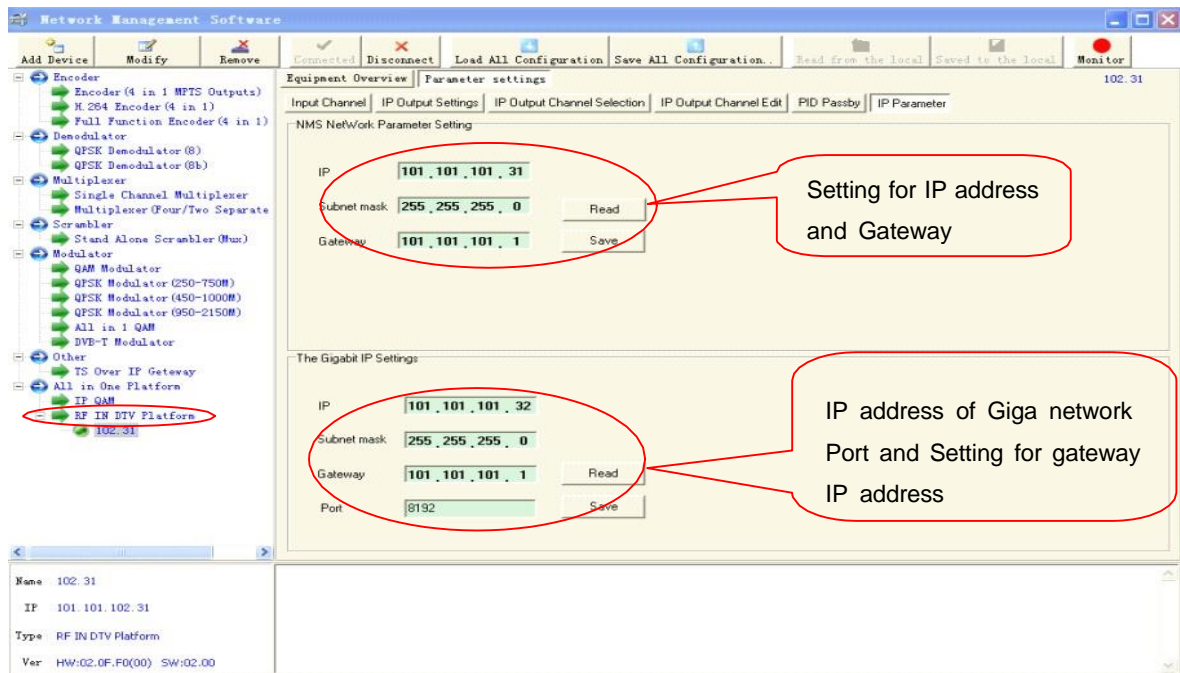 Network Management Software
Add Device Modify Remove Connected Disconnect Load All Configuration Save All Configuration.. Read from the local Saved to the local Monitor
Encoder
Encoder(4 in 1 MPTS Outputs)
H.264 Encoder(4 in 1)
Full Function Encoder(4 in 1)
Demodulator
QPSK Demodulator(8)
QPSK Demodulator(8b)
Multiplexer
Single Channel Multiplexer
Multiplexer(Four/Two Separate
Scrambler
Stand Alone Scrambler(Mux)
Modulator
QAM Modulator
QPSK Modulator(250-750M)
QPSK Modulator(450-1000M)
QPSK Modulator(950-2150M)
All in 1 QAM
DVB-T Modulator
Other
TS Over IP Geteway
All in One Platform
IP QAM
RF IN DTV Platform
102.31
Equipment Overview Parameter settings 102.31
Input Channel IP Output Settings IP Output Channel Selection IP Output Channel Edit PID Passby IP Parameter
NMS NetWork Parameter Setting
IP 101.101.101.31
Subnet mask 255.255.255.0 Read
Gateway 101.101.101.1 Save
Setting for IP address
and Gateway
The Gigabit IP Settings
IP 101.101.101.32
Subnet mask 255.255.255.0
Gateway 101.101.101.1 Read
Port 8192 Save
IP address of Giga network
Port and Setting for gateway
IP address
Name 102.31
IP 101.101.102.31
Type RF IN DTV Platform
Ver HW:02.0F.F0(00) SW:02.00